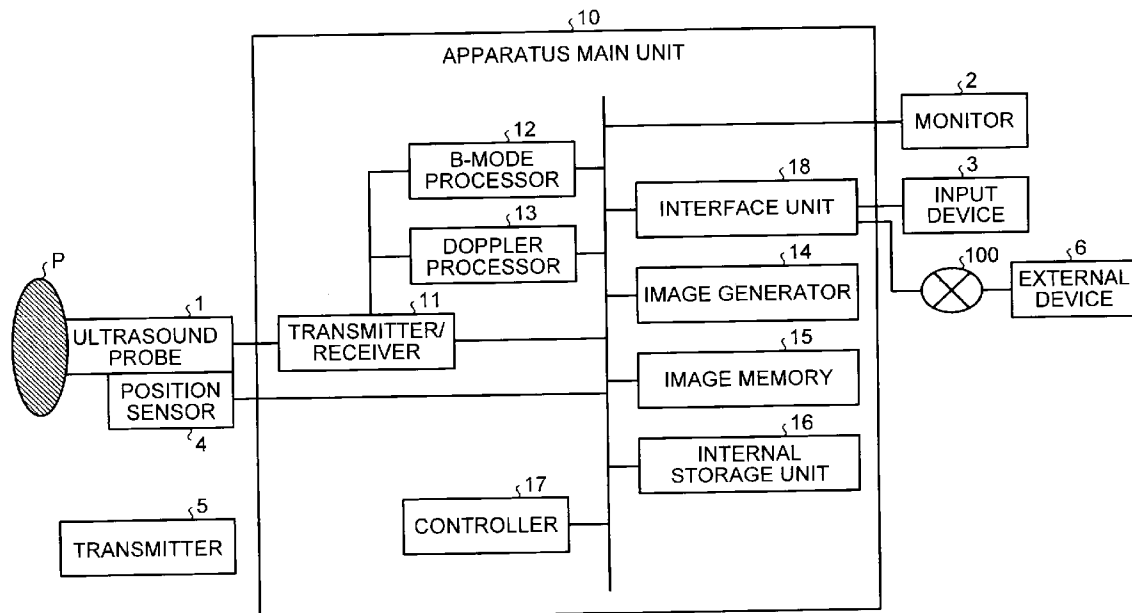 10
APPARATUS MAIN UNIT
2
MONITOR
12
B-MODE
PROCESSOR
18
INTERFACE UNIT
3
INPUT
DEVICE
13
DOPPLER
PROCESSOR
P
14
IMAGE GENERATOR
100
6
EXTERNAL
DEVICE
1
ULTRASOUND
PROBE
11
TRANSMITTER/
RECEIVER
15
IMAGE MEMORY
POSITION
SENSOR
4
16
INTERNAL
STORAGE UNIT
17
CONTROLLER
5
TRANSMITTER